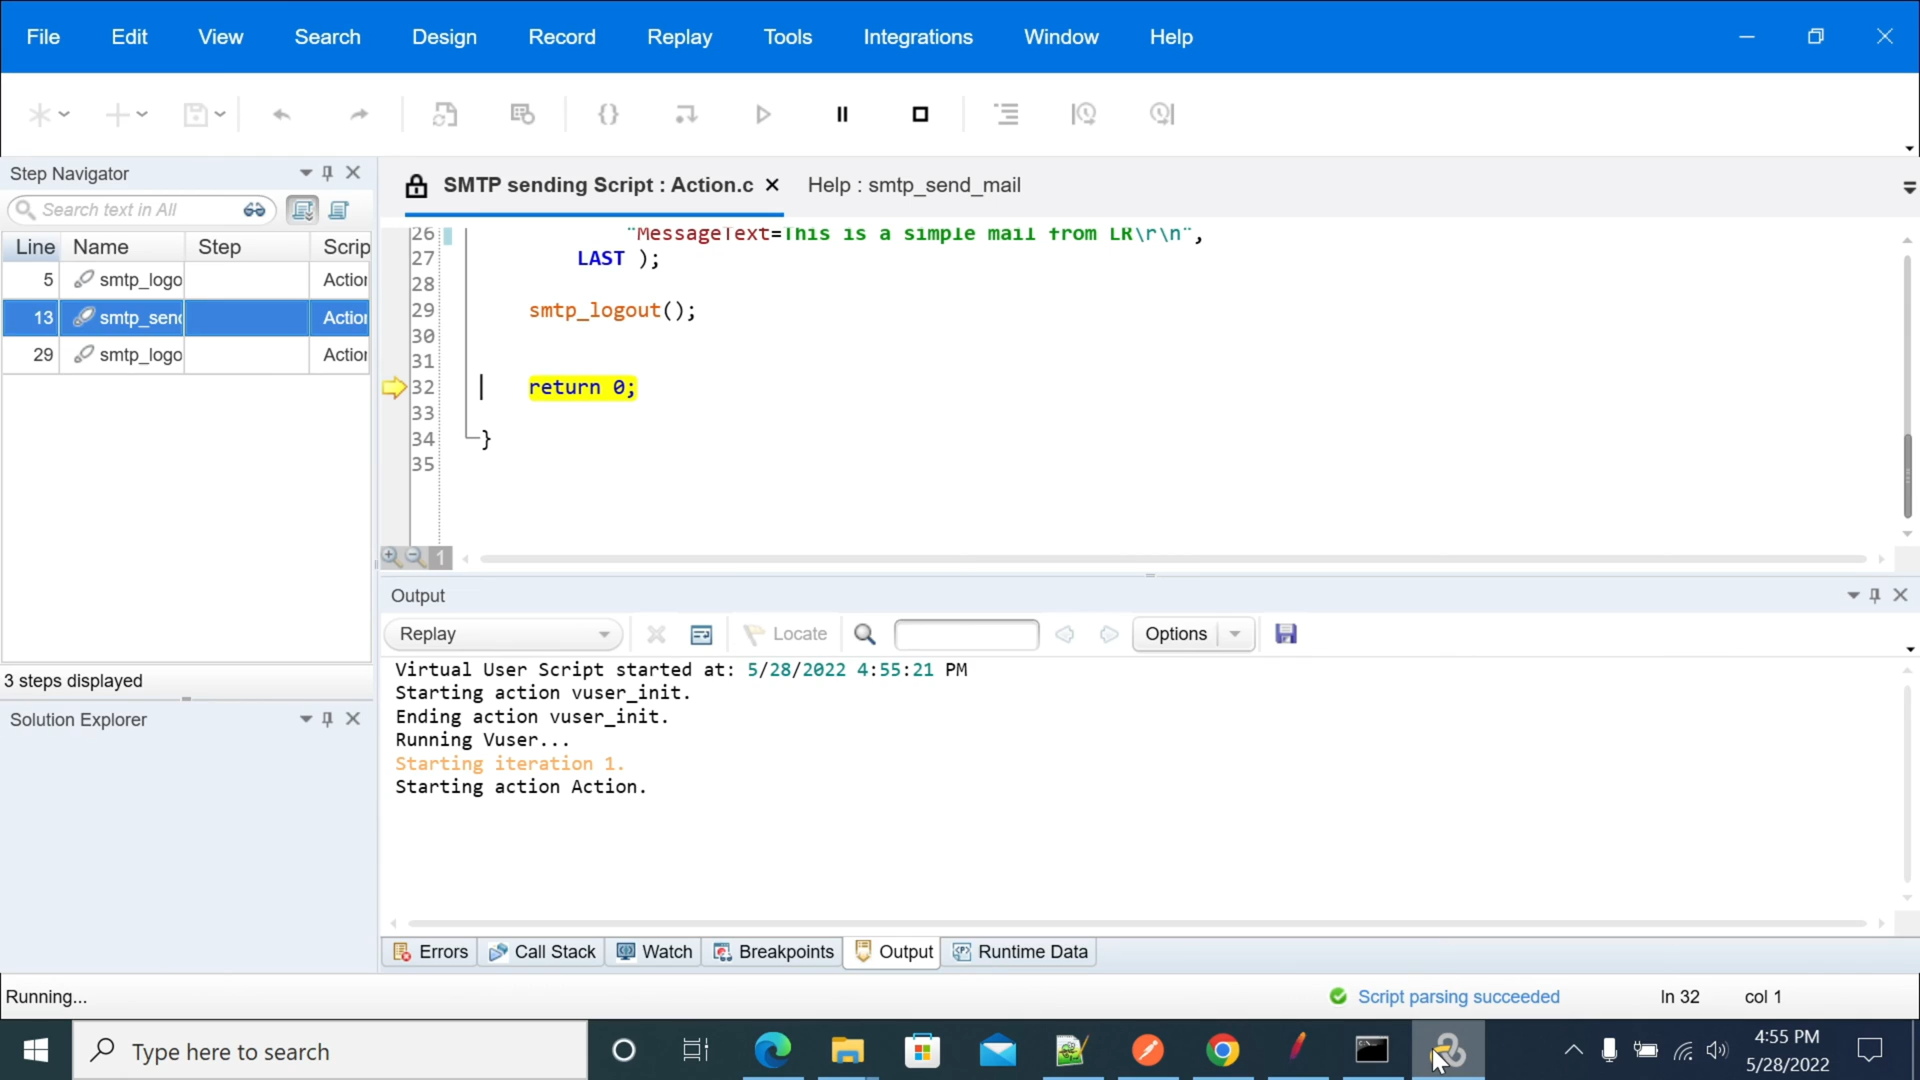 File Edit View Search Design Record Replay Tools Integrations Window Help
Step Navigator
Search text in All
Line Name Step Scrip
5 smtp_logo Action
13 smtp_send Action
29 smtp_logo Action
3 steps displayed
Solution Explorer
SMTP sending Script : Action.c Help : smtp_send_mail
26 "MessageText=This is a simple mail from LR\r\n",
27 LAST );
28
29 smtp_logout();
30
31
32 return 0;
33
34 }
35
1
Output
Replay Locate Options
Virtual User Script started at: 5/28/2022 4:55:21 PM
Starting action vuser_init.
Ending action vuser_init.
Running Vuser...
Starting iteration 1.
Starting action Action.
Errors Call Stack Watch Breakpoints Output Runtime Data
Running... Script parsing succeeded ln 32 col 1
Type here to search
4:55 PM
5/28/2022